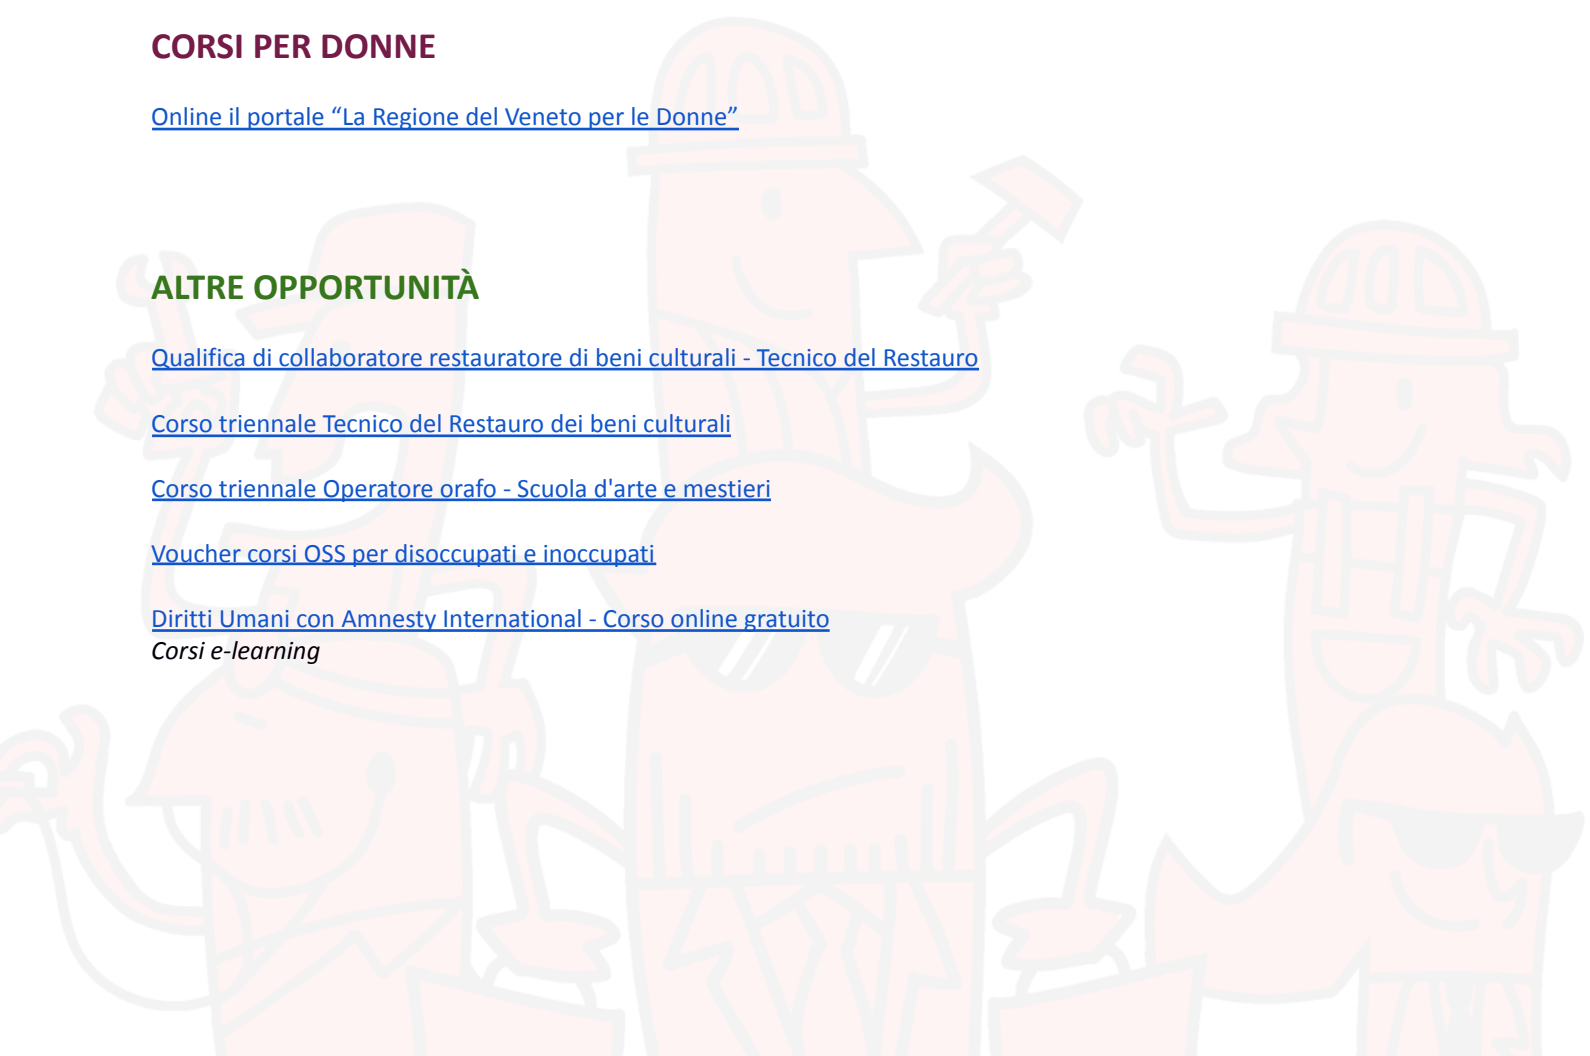 CORSI PER DONNE
Online il portale “La Regione del Veneto per le Donne”
ALTRE OPPORTUNITÀ
Qualifica di collaboratore restauratore di beni culturali - Tecnico del Restauro
Corso triennale Tecnico del Restauro dei beni culturali
Corso triennale Operatore orafo - Scuola d'arte e mestieri
Voucher corsi OSS per disoccupati e inoccupati
Diritti Umani con Amnesty International - Corso online gratuito
Corsi e-learning